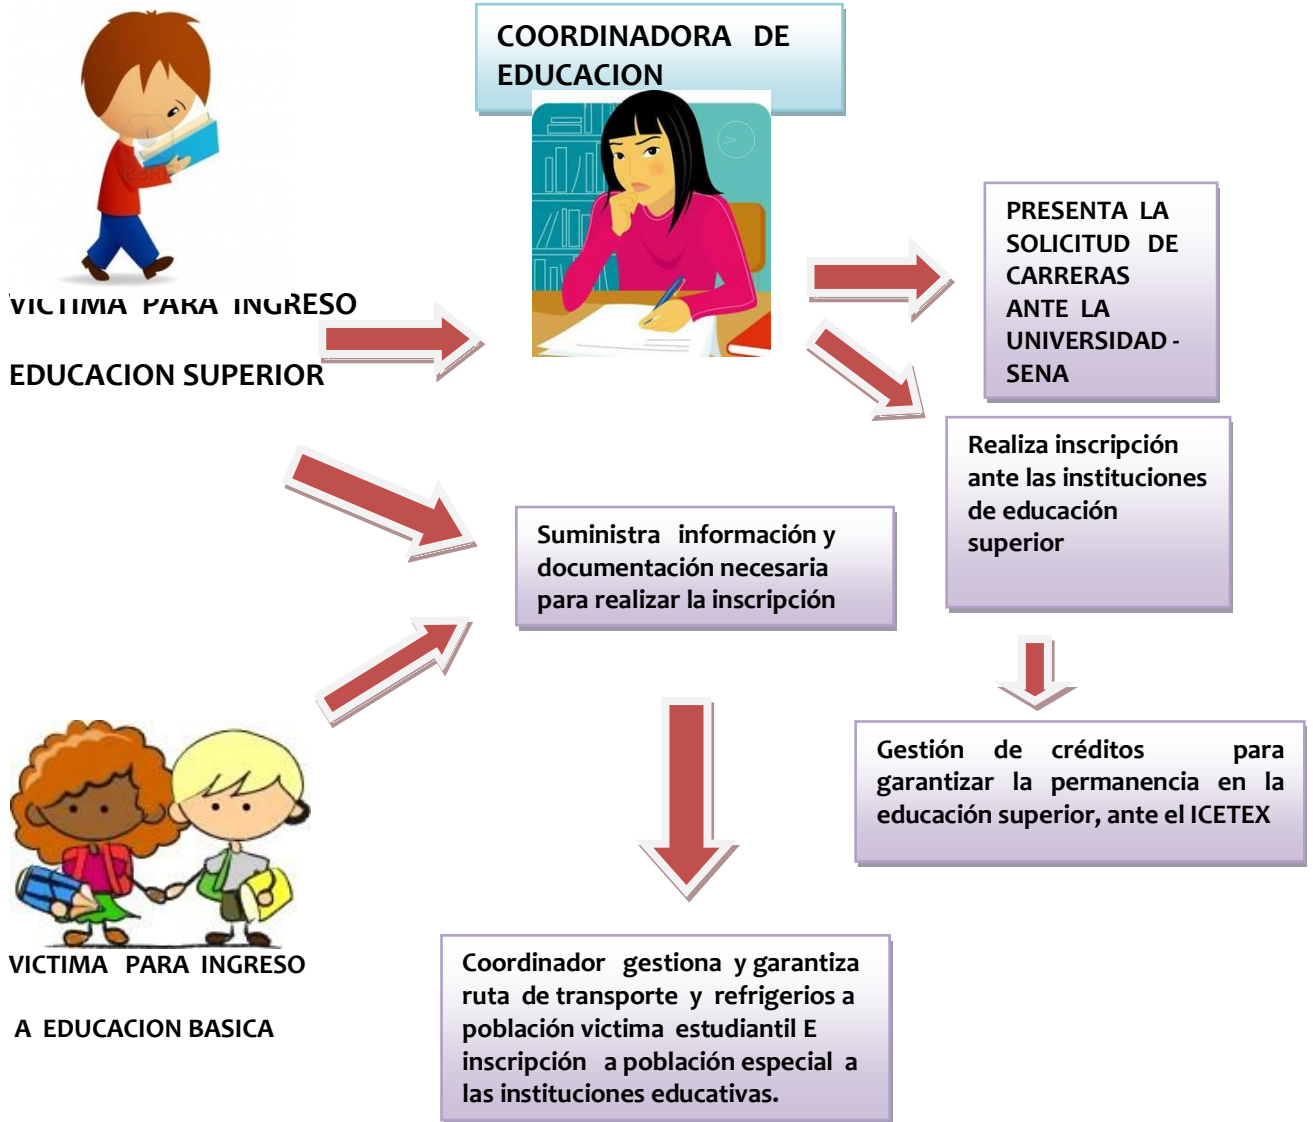 COORDINADORA DE
EDUCACION
PRESENTA LA
SOLICITUD DE
CARRERAS
ANTE LA
UNIVERSIDAD -
SENA
VICTIMA PARA INGRESO
EDUCACION SUPERIOR
Realiza inscripción
ante las instituciones
de educación
superior
Suministra información y
documentación necesaria
para realizar la inscripción
Gestión de créditos para
garantizar la permanencia en la
educación superior, ante el ICETEX
VICTIMA PARA INGRESO
A EDUCACION BASICA
Coordinador gestiona y garantiza
ruta de transporte y refrigerios a
población victima estudiantil E
inscripción a población especial a
las instituciones educativas.